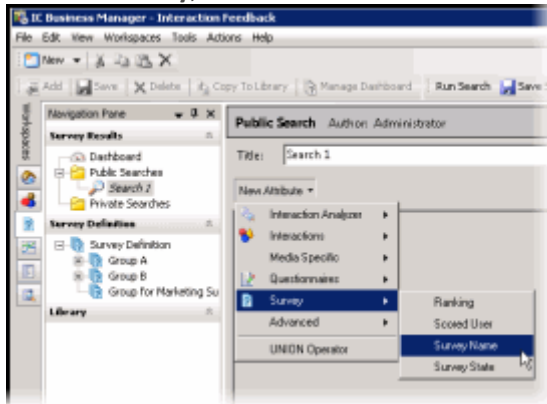 IC Business Manager - Interaction Feedback
File Edit View Workspaces Tools Actions Help
New
Add Save Delete Copy To Library Manage Dashboard Run Search Save
Workspaces
Navigation Pane
Survey Results
Dashboard
Public Searches
Search 1
Private Searches
Survey Definition
Survey Definition
Group A
Group B
Group for Marketing Su
Library
Public Search Author: Administrator
Title: Search 1
New Attribute
Interaction Analyzer
Interactions
Media Specific
Questionnaires
Survey
Advanced
UNION Operator
Ranking
Scored User
Survey Name
Survey State